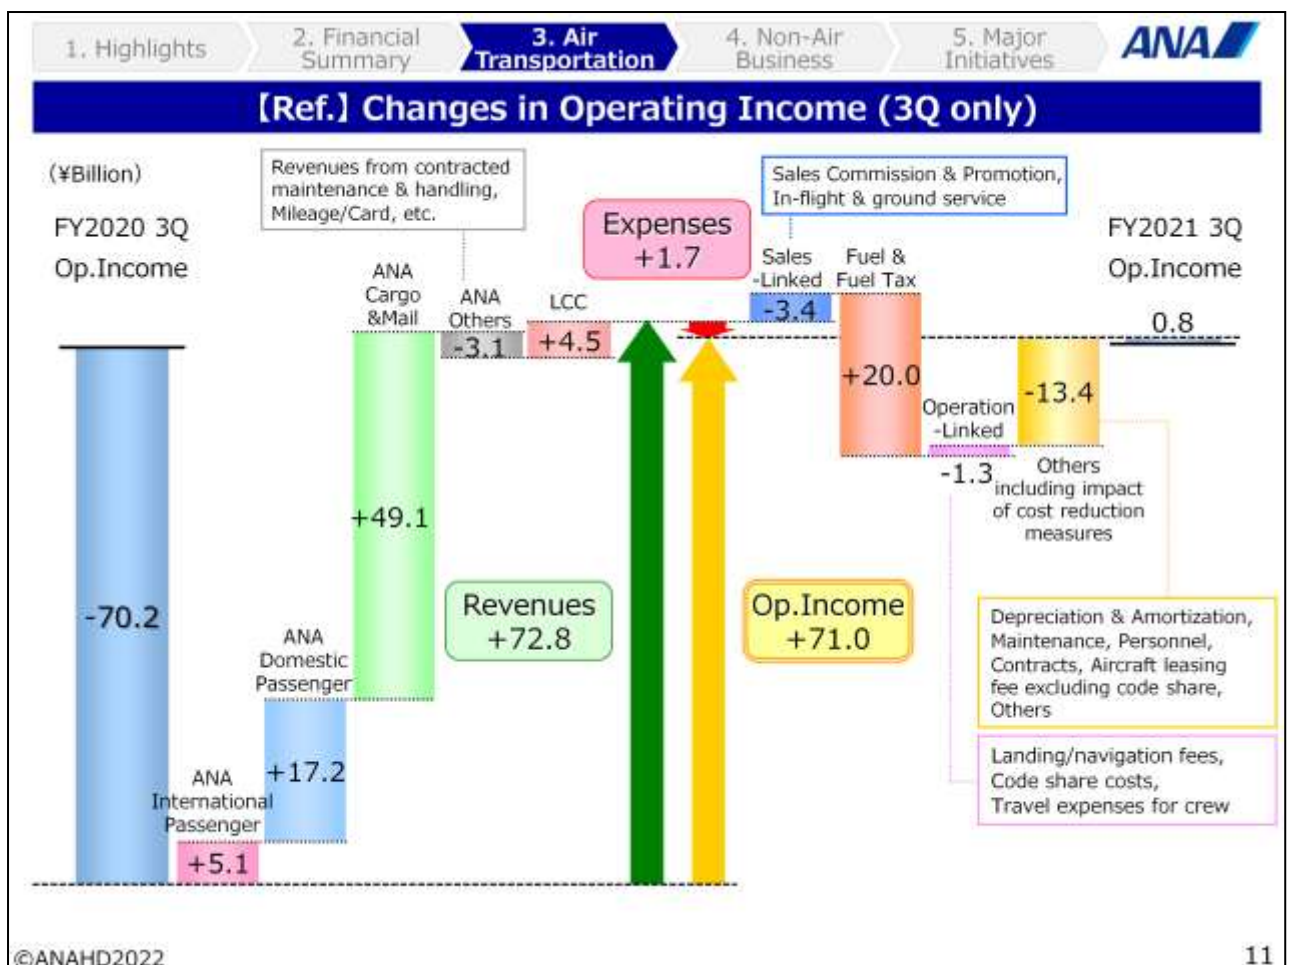 1. Highlights
2. Financial
Summary
3. Air
Transportation
4. Non-Air
Business
5. Major
Initiatives
ANA
【Ref.】 Changes in Operating Income (3Q only)
(¥Billion)
FY2020 3Q
Op.Income
Revenues from contracted
maintenance & handling,
Mileage/Card, etc.
ANA
Cargo
&Mail
ANA
Others
-3.1
LCC
+4.5
Expenses
+1.7
Sales Commission & Promotion,
In-flight & ground service
Sales
-Linked
-3.4
Fuel &
Fuel Tax
+20.0
FY2021 3Q
Op.Income
0.8
Operation
-Linked
-1.3
-13.4
Others
including impact
of cost reduction
measures
-70.2
+49.1
Revenues
+72.8
Op.Income
+71.0
ANA
Domestic
Passenger
+17.2
ANA
International
Passenger
+5.1
Depreciation & Amortization,
Maintenance, Personnel,
Contracts, Aircraft leasing
fee excluding code share,
Others
Landing/navigation fees,
Code share costs,
Travel expenses for crew
©ANAHD2022
11